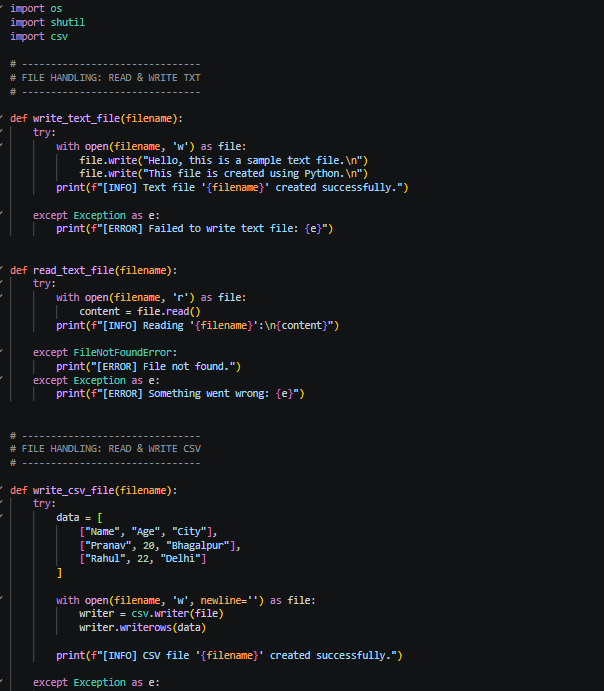 import os
import shutil
import csv

# -------------------------------
# FILE HANDLING: READ & WRITE TXT
# -------------------------------

def write_text_file(filename):
    try:
        with open(filename, 'w') as file:
            file.write("Hello, this is a sample text file.\n")
            file.write("This file is created using Python.\n")
        print(f"[INFO] Text file '{filename}' created successfully.")

    except Exception as e:
        print(f"[ERROR] Failed to write text file: {e}")


def read_text_file(filename):
    try:
        with open(filename, 'r') as file:
            content = file.read()
        print(f"[INFO] Reading '{filename}':\n{content}")

    except FileNotFoundError:
        print("[ERROR] File not found.")
    except Exception as e:
        print(f"[ERROR] Something went wrong: {e}")


# -------------------------------
# FILE HANDLING: READ & WRITE CSV
# -------------------------------

def write_csv_file(filename):
    try:
        data = [
            ["Name", "Age", "City"],
            ["Pranav", 20, "Bhagalpur"],
            ["Rahul", 22, "Delhi"]
        ]

        with open(filename, 'w', newline='') as file:
            writer = csv.writer(file)
            writer.writerows(data)

        print(f"[INFO] CSV file '{filename}' created successfully.")

    except Exception as e: